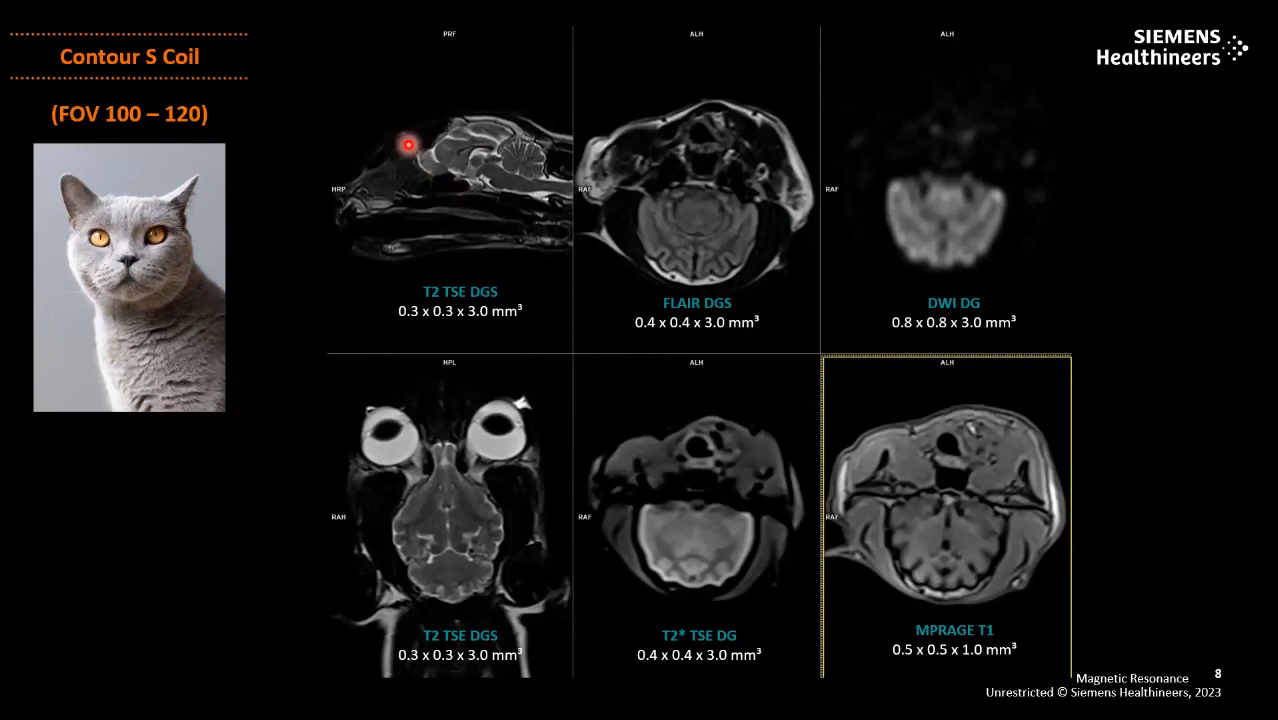 Contour S Coil
(FOV 100 – 120)
SIEMENS
Healthineers
PRF
HRP
T2 TSE DGS
0.3 x 0.3 x 3.0 mm³
ALH
RAF
FLAIR DGS
0.4 x 0.4 x 3.0 mm³
ALH
RAF
DWI DG
0.8 x 0.8 x 3.0 mm³
HPL
RAH
T2 TSE DGS
0.3 x 0.3 x 3.0 mm³
ALH
RAF
T2* TSE DG
0.4 x 0.4 x 3.0 mm³
ALH
RAF
MPRAGE T1
0.5 x 0.5 x 1.0 mm³
Magnetic Resonance 8
Unrestricted © Siemens Healthineers, 2023